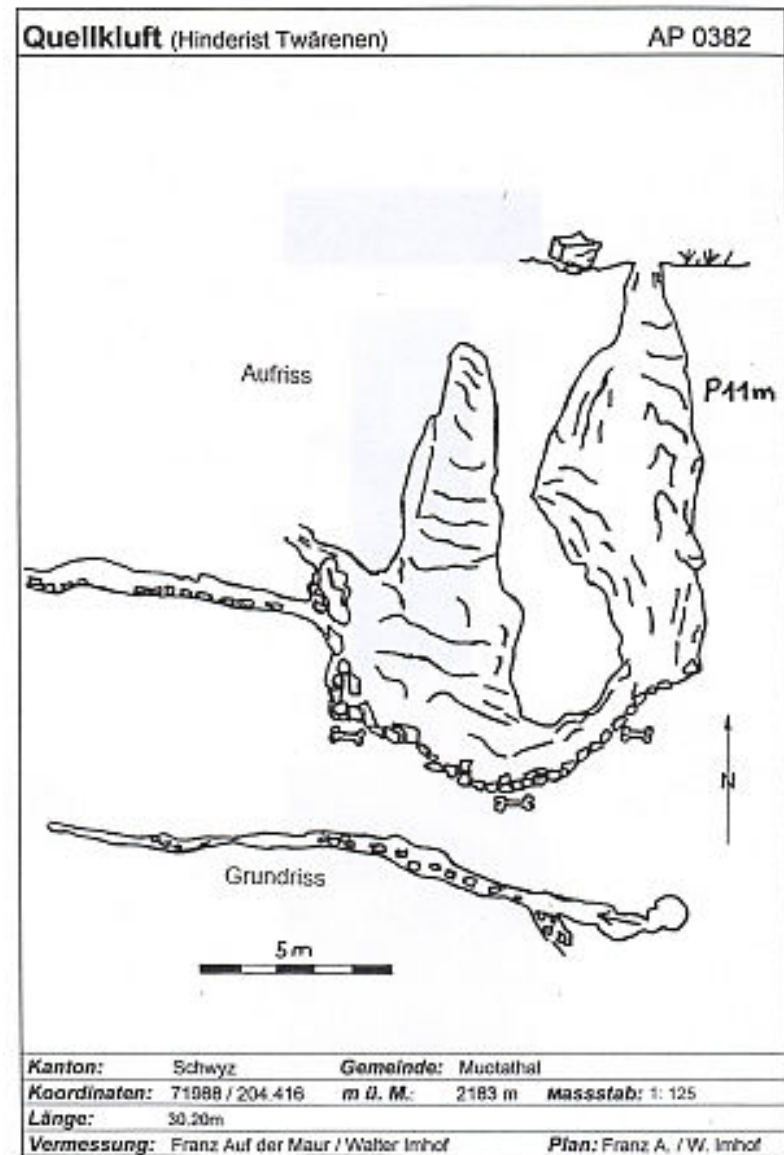 Quellkluft (Hinderist Twärenen) AP 0382
Aufriss
P11m
N
Grundriss
5m
Kanton: Schwyz Gemeinde: Muotathal
Koordinaten: 71988 / 204.416 m ü. M.: 2183 m Massstab: 1: 125
Länge: 30.20m
Vermessung: Franz Auf der Maur / Walter Imhof Plan: Franz A. / W. Imhof